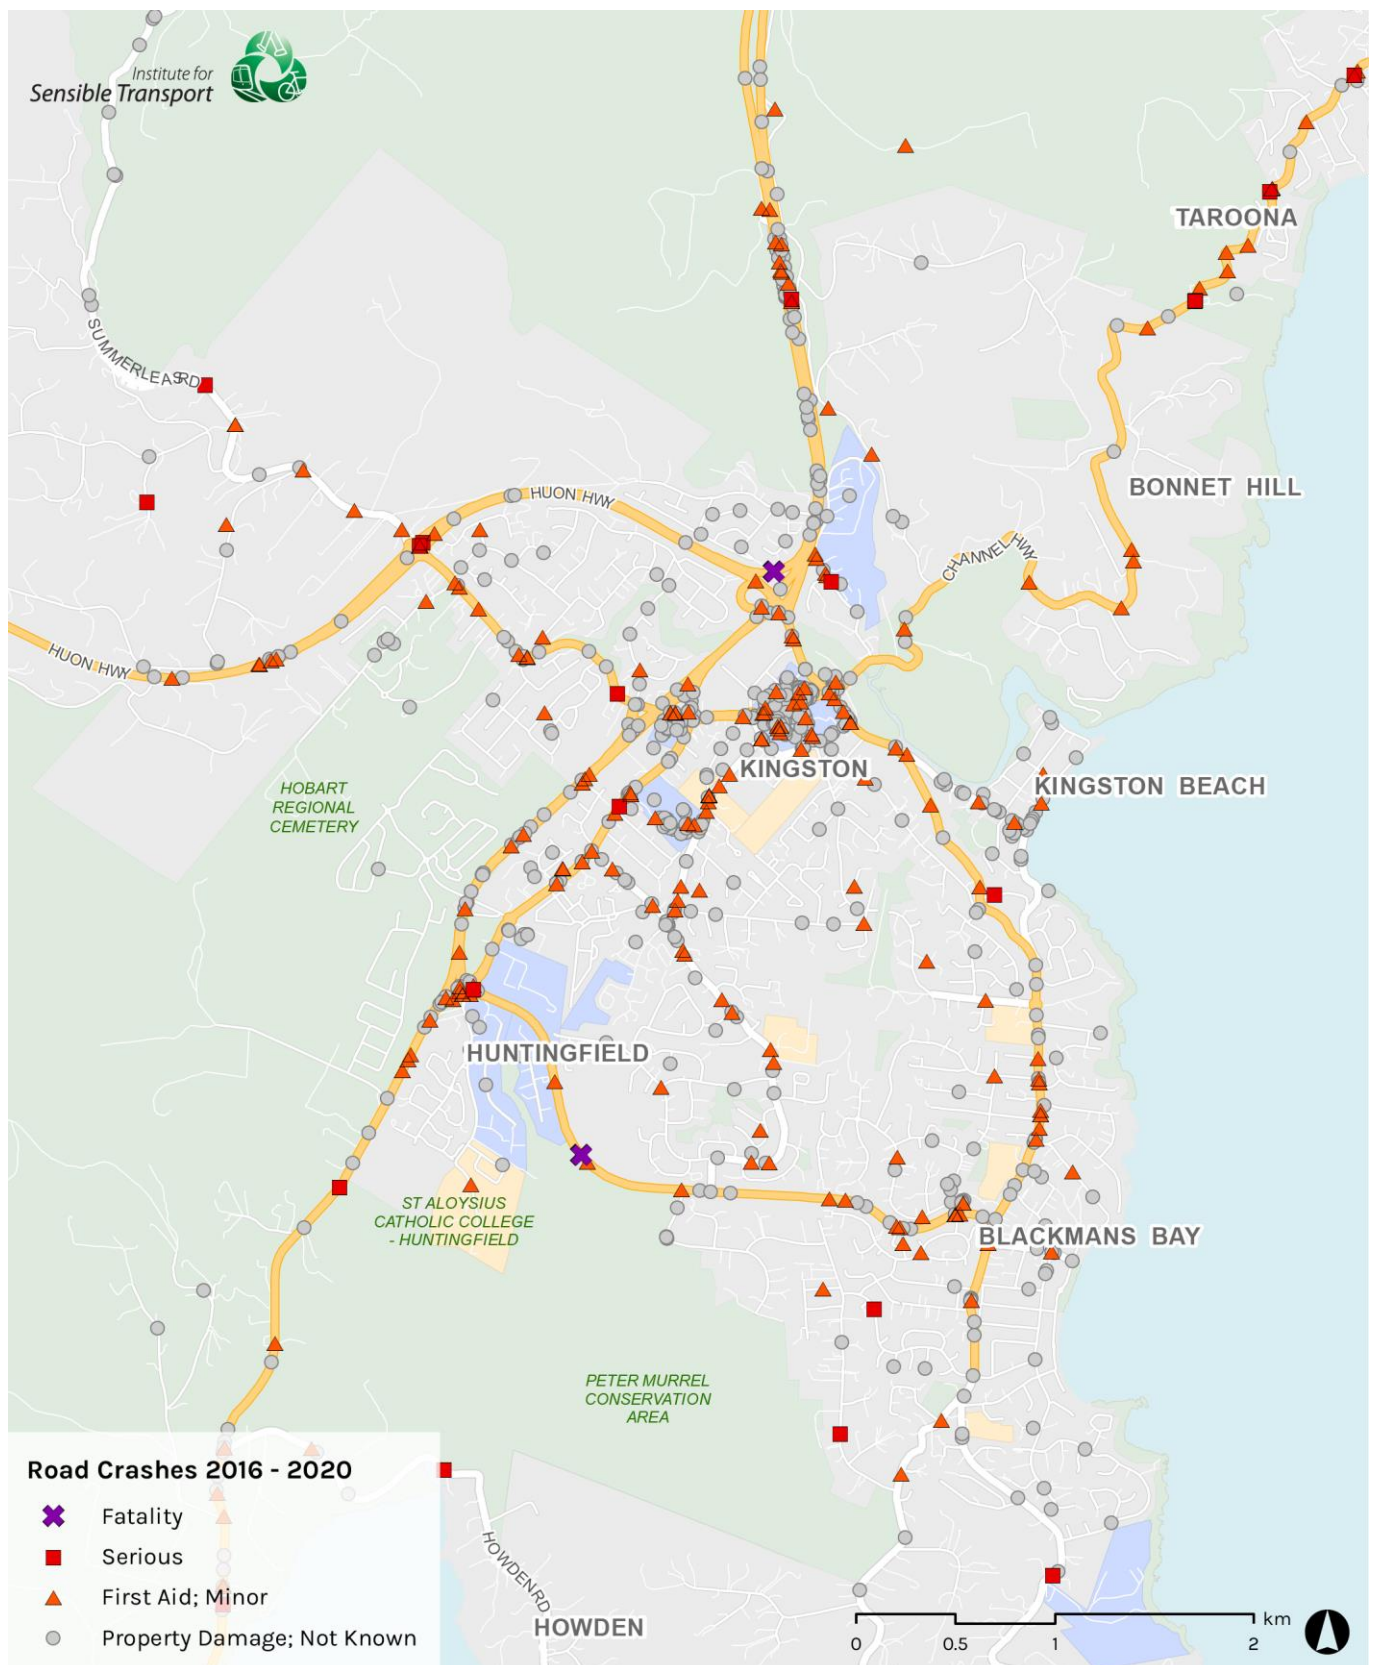 Institute for
Sensible Transport
TAROONA
SUMMERLEAS RD
HUON HWY
BONNET HILL
CHANNEL HWY
HUON HWY
KINGSTON
KINGSTON BEACH
HOBART
REGIONAL
CEMETERY
HUNTINGFIELD
ST ALOYSIUS
CATHOLIC COLLEGE
- HUNTINGFIELD
BLACKMANS BAY
PETER MURREL
CONSERVATION
AREA
Road Crashes 2016 - 2020
Fatality
Serious
First Aid; Minor
Property Damage; Not Known
HOWDEN RD
HOWDEN
km
0 0.5 1 2